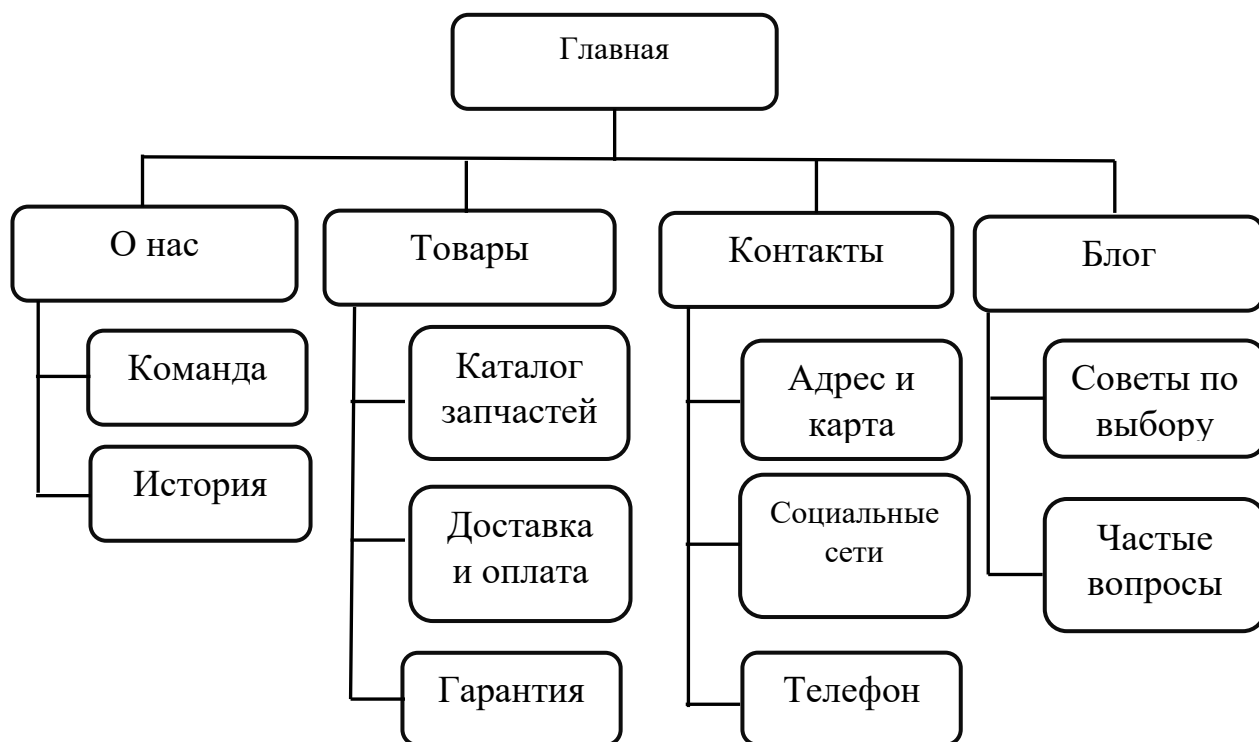 Главная
О нас
Товары
Контакты
Блог
Команда
История
Каталог
запчастей
Доставка
и оплата
Гарантия
Адрес и
карта
Социальные
сети
Телефон
Советы по
выбору
Частые
вопросы